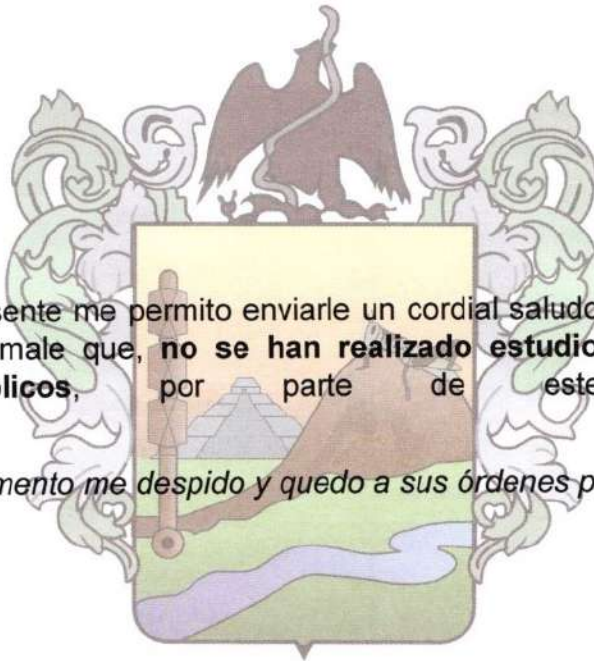 sente me permito enviarle un cordial saludo
male que, no se han realizado estudio
licos, por parte de este
mento me despido y quedo a sus órdenes p